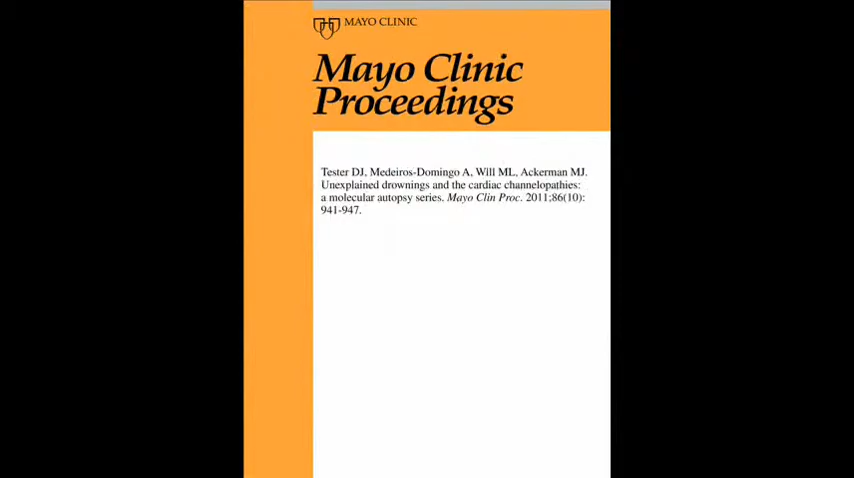 MAYO CLINIC
Mayo Clinic
Proceedings
Tester DJ, Medeiros-Domingo A, Will ML, Ackerman MJ.
Unexplained drownings and the cardiac channelopathies:
a molecular autopsy series. Mayo Clin Proc. 2011;86(10):
941-947.